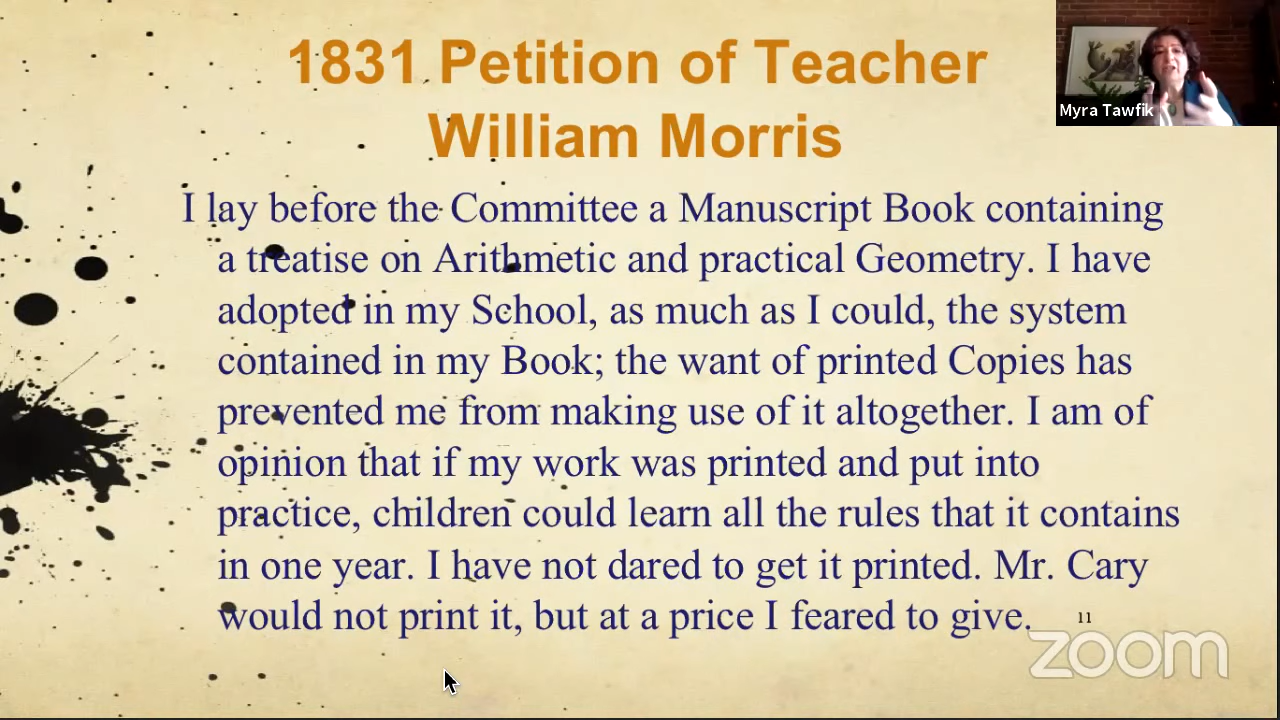 1831 Petition of Teacher
William Morris
Myra Tawfik
I lay before the Committee a Manuscript Book containing
a treatise on Arithmetic and practical Geometry. I have
adopted in my School, as much as I could, the system
contained in my Book; the want of printed Copies has
prevented me from making use of it altogether. I am of
opinion that if my work was printed and put into
practice, children could learn all the rules that it contains
in one year. I have not dared to get it printed. Mr. Cary
would not print it, but at a price I feared to give.
11
zoom